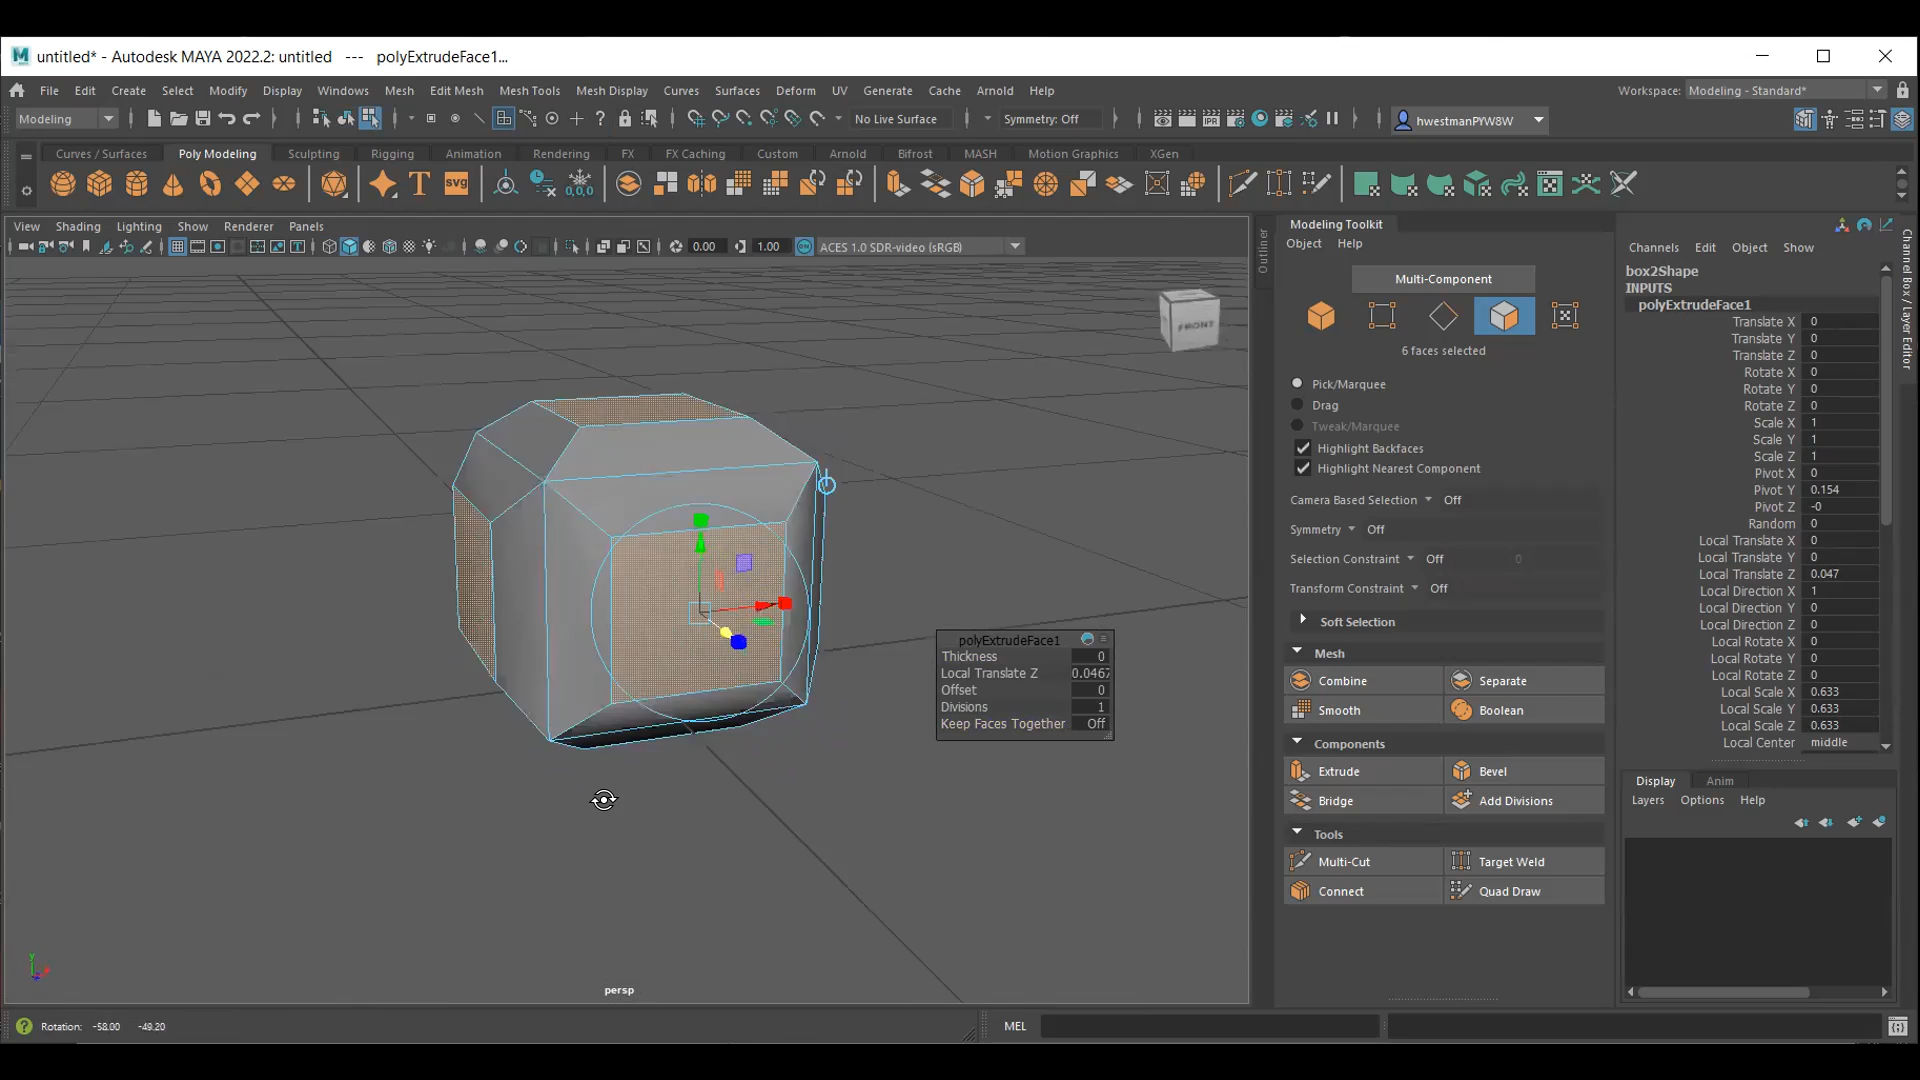 untitled* - Autodesk MAYA 2022.2: untitled --- polyExtrudeFace1...
File Edit Create Select Modify Display Windows Mesh Edit Mesh Mesh Tools Mesh Display Curves Surfaces Deform UV Generate Cache Arnold Help
Workspace: Modeling - Standard*
Modeling
No Live Surface
Symmetry: Off
hwestmanPYW8W
Curves / Surfaces Poly Modeling Sculpting Rigging Animation Rendering FX FX Caching Custom Arnold Bifrost MASH Motion Graphics XGen
View Shading Lighting Show Renderer Panels
0.00 1.00 ACES 1.0 SDR-video (sRGB)
FRONT
polyExtrudeFace1
Thickness 0
Local Translate Z 0.0467
Offset 0
Divisions 1
Keep Faces Together Off
persp
Outliner
Modeling Toolkit
Object Help
Multi-Component
6 faces selected
Pick/Marquee
Drag
Tweak/Marquee
Highlight Backfaces
Highlight Nearest Component
Camera Based Selection Off
Symmetry Off
Selection Constraint Off 0
Transform Constraint Off
Soft Selection
Mesh
Combine Separate
Smooth Boolean
Components
Extrude Bevel
Bridge Add Divisions
Tools
Multi-Cut Target Weld
Connect Quad Draw
Channels Edit Object Show
box2Shape
INPUTS
polyExtrudeFace1
Translate X 0
Translate Y 0
Translate Z 0
Rotate X 0
Rotate Y 0
Rotate Z 0
Scale X 1
Scale Y 1
Scale Z 1
Pivot X 0
Pivot Y 0.154
Pivot Z -0
Random 0
Local Translate X 0
Local Translate Y 0
Local Translate Z 0.047
Local Direction X 1
Local Direction Y 0
Local Direction Z 0
Local Rotate X 0
Local Rotate Y 0
Local Rotate Z 0
Local Scale X 0.633
Local Scale Y 0.633
Local Scale Z 0.633
Local Center middle
Display Anim
Layers Options Help
Channel Box / Layer Editor
Rotation: -58.00 -49.20
MEL